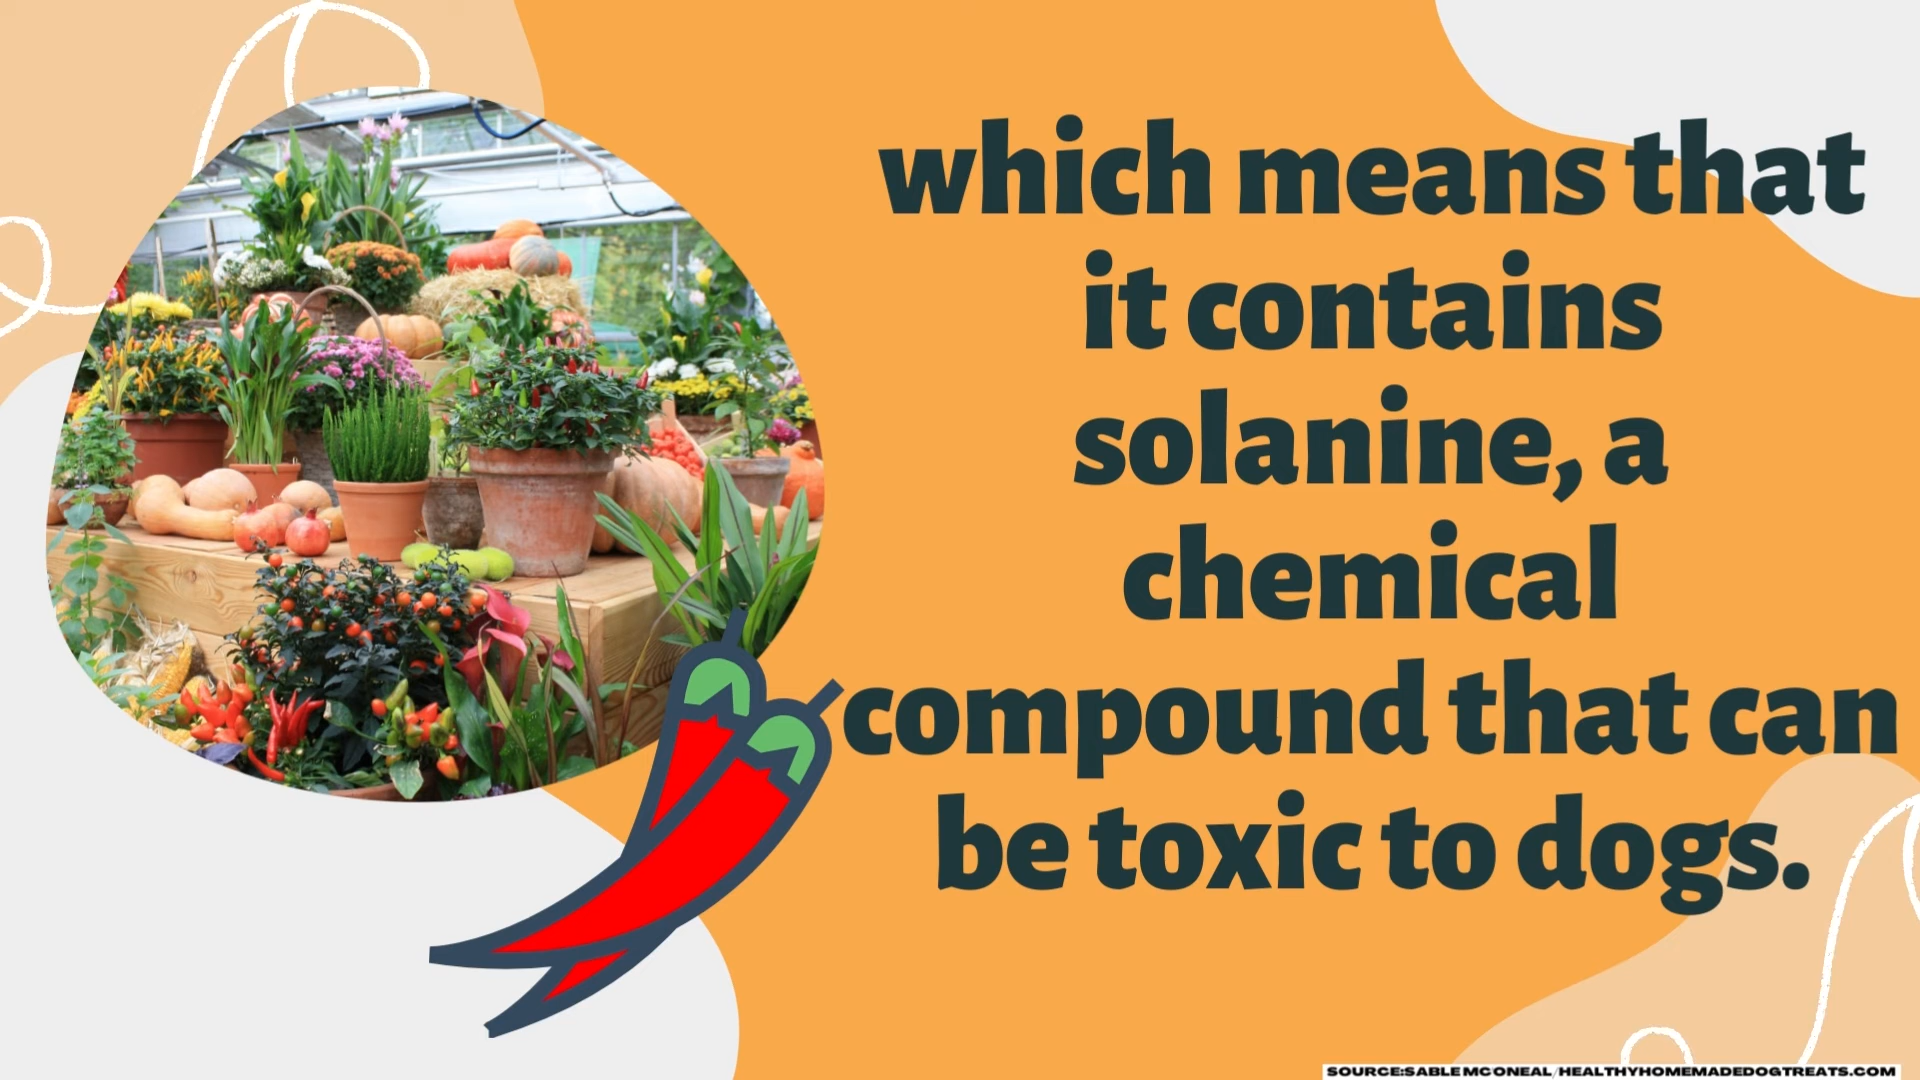 which means that
it contains
solanine, a
chemical
compound that can
be toxic to dogs.
SOURCE:SABLE MCONEAL/HEALTHYHOMEMADEDOGTREATS.COM